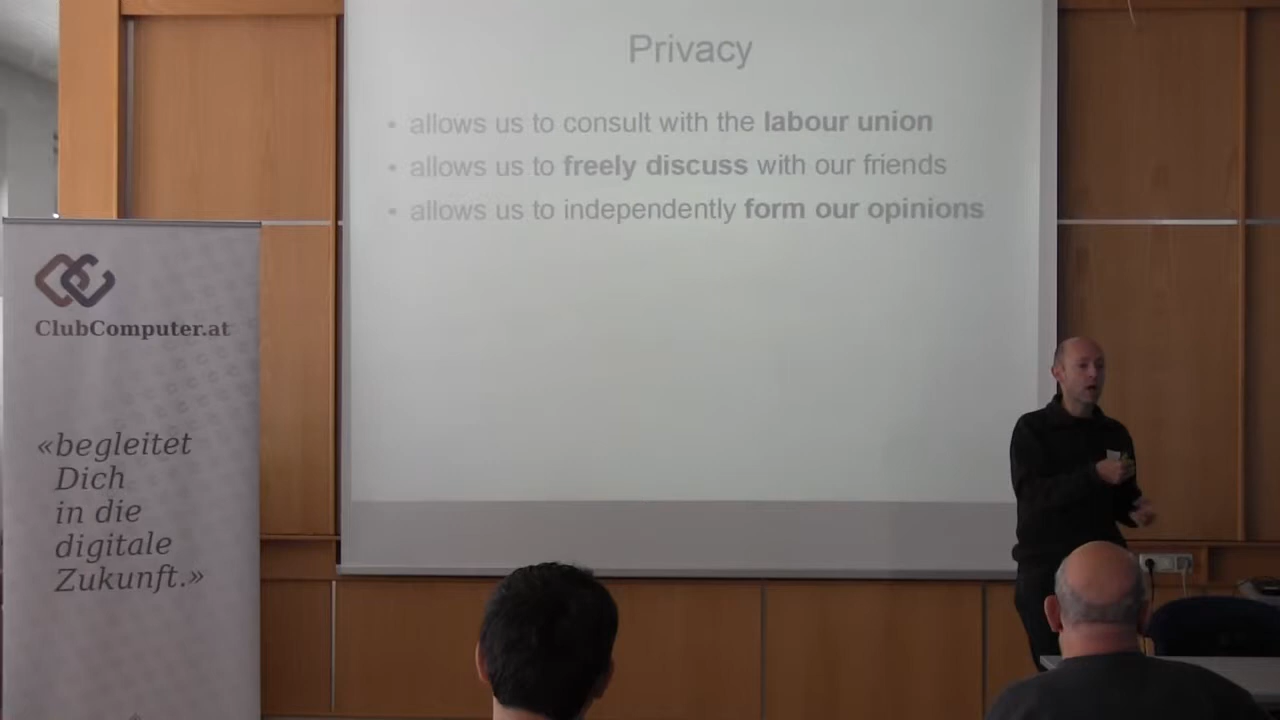 Privacy
• allows us to consult with the labour union
• allows us to freely discuss with our friends
• allows us to independently form our opinions
ClubComputer.at
«begleitet
Dich
in die
digitale
Zukunft.»